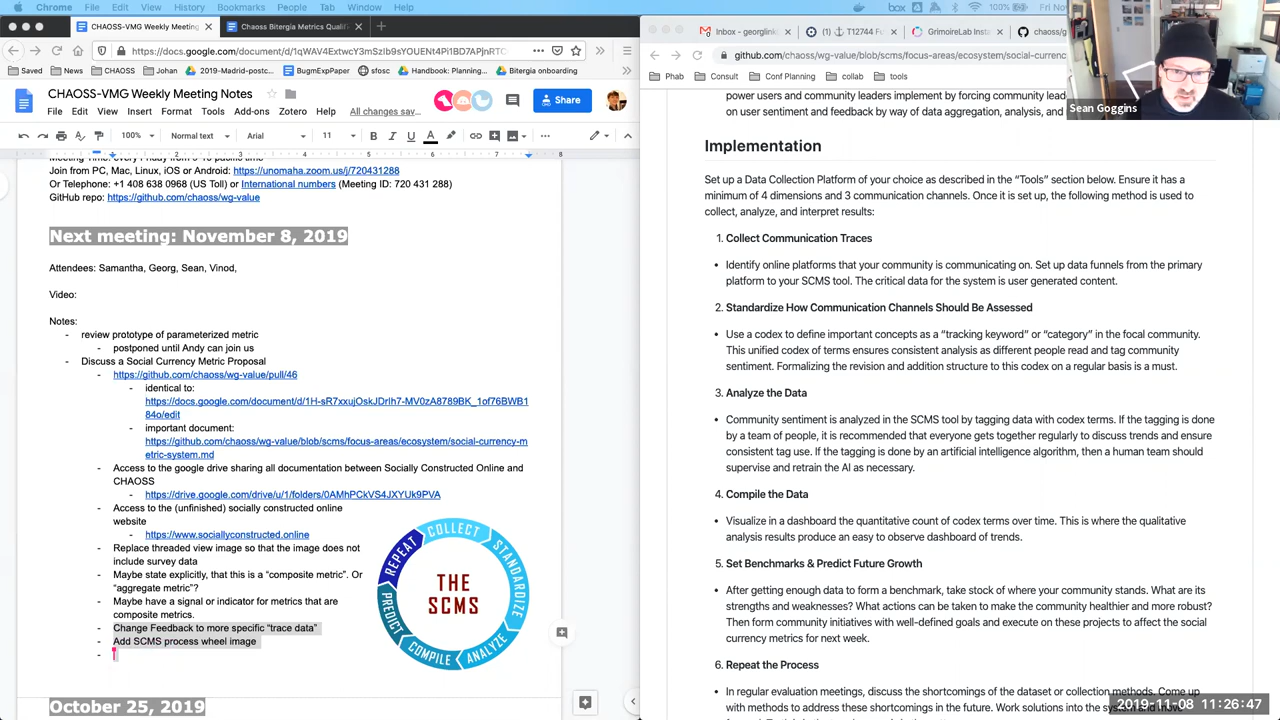 Chrome File Edit View History Bookmarks People Tab Window Help
100%
CHAOSS-VMG Weekly Meeting
Chaoss Bitergia Metrics Qualif
https://docs.google.com/document/d/1qWAV4ExtwcY3mSzIb9sYOUENt4Pi1BD7APjnRTC
Saved News CHAOSS Johan 2019-Madrid-postc... BugmExpPaper sfosc Handbook: Planning... Bitergia onboarding
CHAOSS-VMG Weekly Meeting Notes
Share
File Edit View Insert Format Tools Add-ons Zotero Help All changes sav...
100% Normal text Arial 11
Join from PC, Mac, Linux, iOS or Android: https://unomaha.zoom.us/j/720431288
Or Telephone: +1 408 638 0968 (US Toll) or International numbers (Meeting ID: 720 431 288)
GitHub repo: https://github.com/chaoss/wg-value
Next meeting: November 8, 2019
Attendees: Samantha, Georg, Sean, Vinod,
Video:
Notes:
- review prototype of parameterized metric
- postponed until Andy can join us
- Discuss a Social Currency Metric Proposal
- https://github.com/chaoss/wg-value/pull/46
- identical to:
https://docs.google.com/document/d/1H-sR7xxujOskJDrlh7-MV0zA8789BK_1of76BWB1
84o/edit
- important document:
https://github.com/chaoss/wg-value/blob/scms/focus-areas/ecosystem/social-currency-m
etric-system.md
- Access to the google drive sharing all documentation between Socially Constructed Online and
CHAOSS
- https://drive.google.com/drive/u/1/folders/0AMhPCkVS4JXYUk9PVA
- Access to the (unfinished) socially constructed online
website
- https://www.sociallyconstructed.online
- Replace threaded view image so that the image does not
include survey data
- Maybe state explicitly, that this is a “composite metric”. Or
“aggregate metric”?
- Maybe have a signal or indicator for metrics that are
composite metrics.
- Change Feedback to more specific “trace data”
- Add SCMS process wheel image
-
THE
SCMS
COLLECT
STANDARDIZE
ANALYZE
COMPILE
PREDICT
REPEAT
October 25, 2019
Inbox - georglink
GrimoireLab Insta
chaoss/g
github.com/chaoss/wg-value/blob/scms/focus-areas/ecosystem/social-currenc
Phab Consult Conf Planning collab tools
Sean Goggins
power users and community leaders implement by forcing community lead
on user sentiment and feedback by way of data aggregation, analysis, and
Implementation
Set up a Data Collection Platform of your choice as described in the “Tools” section below. Ensure it has a
minimum of 4 dimensions and 3 communication channels. Once it is set up, the following method is used to
collect, analyze, and interpret results:
1. Collect Communication Traces
• Identify online platforms that your community is communicating on. Set up data funnels from the primary
platform to your SCMS tool. The critical data for the system is user generated content.
2. Standardize How Communication Channels Should Be Assessed
• Use a codex to define important concepts as a “tracking keyword” or “category” in the focal community.
This unified codex of terms ensures consistent analysis as different people read and tag community
sentiment. Formalizing the revision and addition structure to this codex on a regular basis is a must.
3. Analyze the Data
• Community sentiment is analyzed in the SCMS tool by tagging data with codex terms. If the tagging is done
by a team of people, it is recommended that everyone gets together regularly to discuss trends and ensure
consistent tag use. If the tagging is done by an artificial intelligence algorithm, then a human team should
supervise and retrain the AI as necessary.
4. Compile the Data
• Visualize in a dashboard the quantitative count of codex terms over time. This is where the qualitative
analysis results produce an easy to observe dashboard of trends.
5. Set Benchmarks & Predict Future Growth
• After getting enough data to form a benchmark, take stock of where your community stands. What are its
strengths and weaknesses? What actions can be taken to make the community healthier and more robust?
Then form community initiatives with well-defined goals and execute on these projects to affect the social
currency metrics for next week.
6. Repeat the Process
• In regular evaluation meetings, discuss the shortcomings of the dataset or collection methods. Come up
with methods to address these shortcomings in the future. Work solutions into the system and
2019-11-08 11:26:47